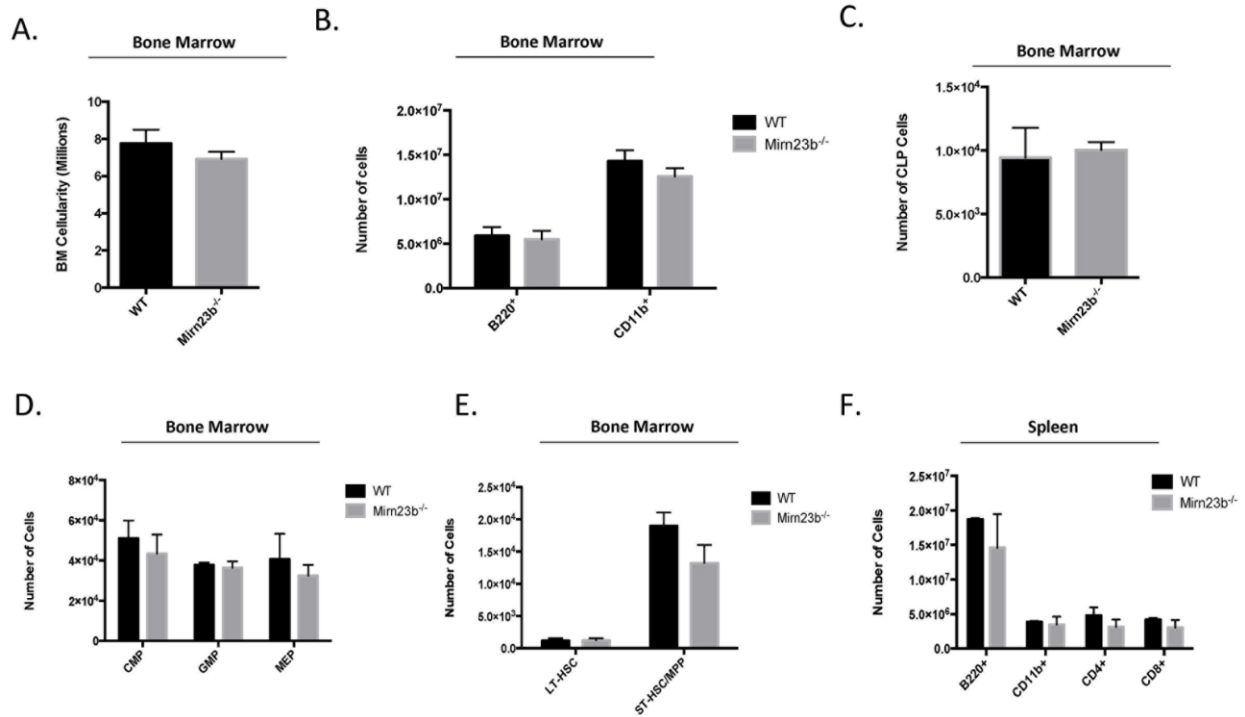 A.
Bone Marrow
BM Cellularity (Millions)
10
8
6
4
2
0
WT
Mirn23b⁻/⁻
B.
Bone Marrow
Number of cells
2.0×10⁷
1.5×10⁷
1.0×10⁷
5.0×10⁶
0.0
B220⁺
CD11b⁺
WT
Mirn23b⁻/⁻
C.
Bone Marrow
Number of CLP Cells
1.5×10⁴
1.0×10⁴
5.0×10³
0.0
WT
Mirn23b⁻/⁻
D.
Bone Marrow
Number of Cells
8×10⁴
6×10⁴
4×10⁴
2×10⁴
0
CMP
GMP
MEP
WT
Mirn23b⁻/⁻
E.
Bone Marrow
Number of Cells
2.5×10⁴
2.0×10⁴
1.5×10⁴
1.0×10⁴
5.0×10³
0.0
LT-HSC
ST-HSC/MPP
WT
Mirn23b⁻/⁻
F.
Spleen
Number of Cells
2.5×10⁷
2.0×10⁷
1.5×10⁷
1.0×10⁷
5.0×10⁶
0.0
B220+
CD11b+
CD4+
CD8+
WT
Mirn23b⁻/⁻